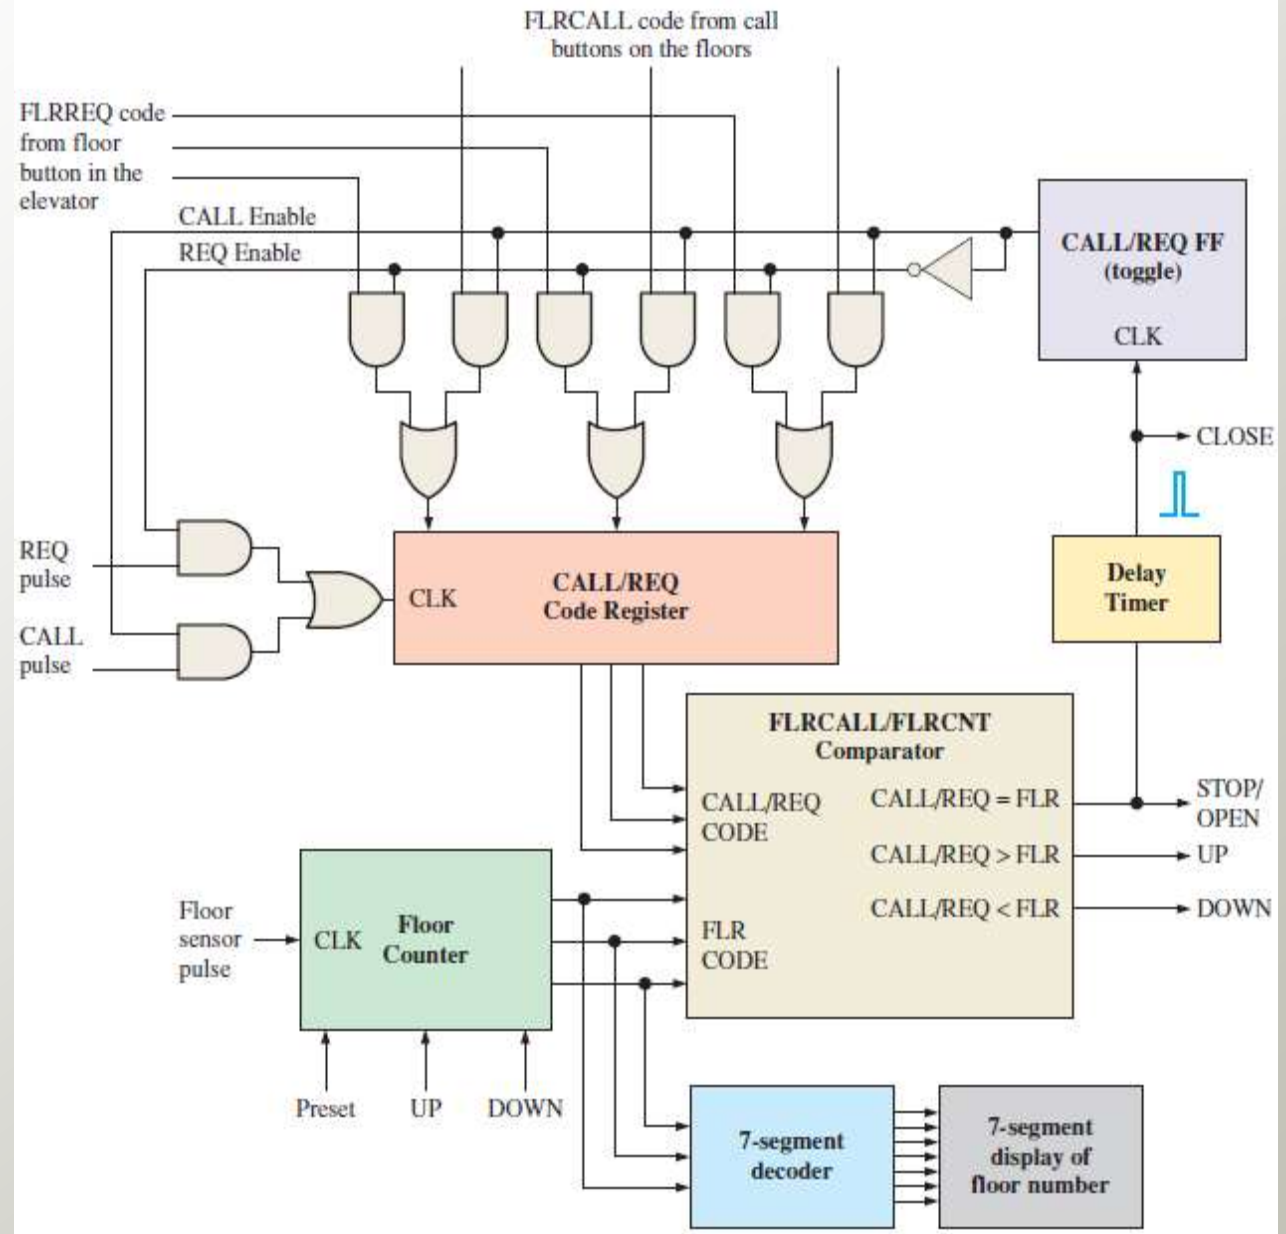 FLRCALL code from call
buttons on the floors
FLRREQ code
from floor
button in the
elevator
CALL Enable
REQ Enable
CALL/REQ FF
(toggle)
CLK
CLOSE
REQ
pulse
CALL
pulse
CLK
CALL/REQ
Code Register
Delay
Timer
FLRCALL/FLRCNT
Comparator
CALL/REQ
CODE
CALL/REQ = FLR
CALL/REQ > FLR
CALL/REQ < FLR
STOP/
OPEN
UP
DOWN
FLR
CODE
Floor
sensor
pulse
CLK
Floor
Counter
Preset
UP
DOWN
7-segment
decoder
7-segment
display of
floor number